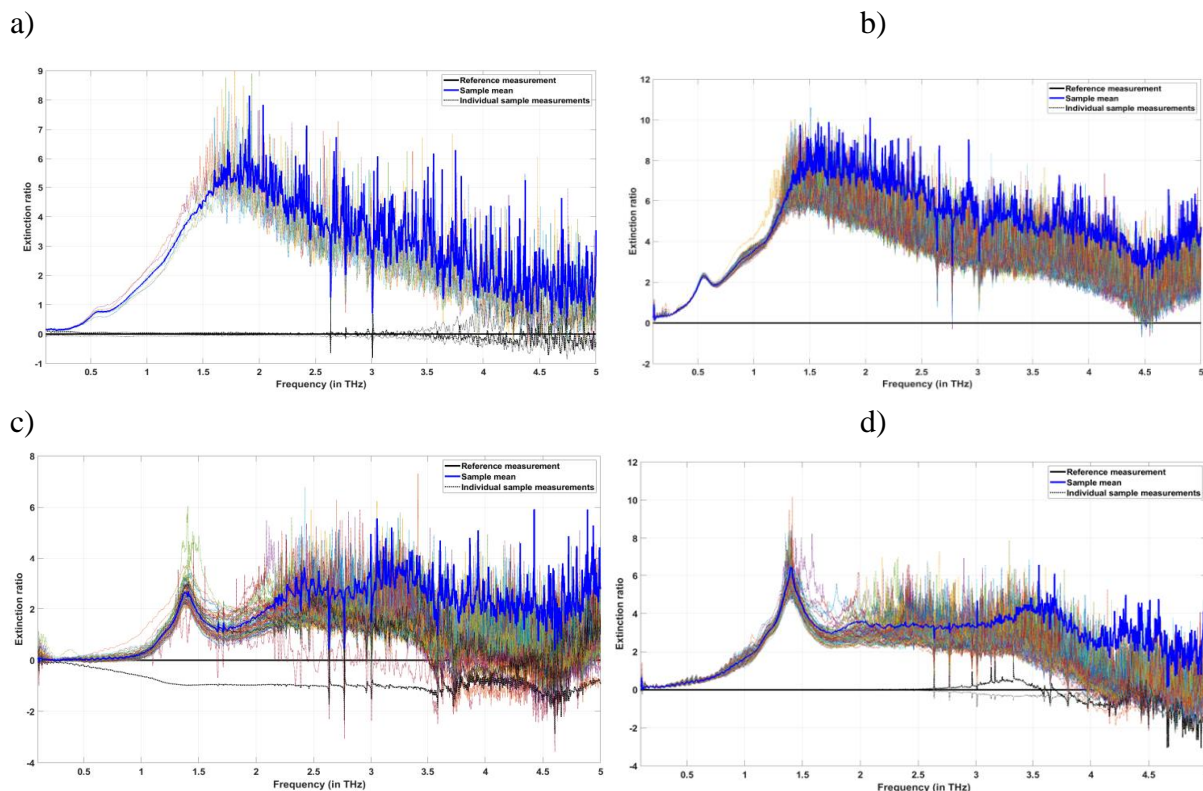 a)
b)
9
8
7
6
5
4
3
2
1
0
-1
Extinction ratio
0.5 1 1.5 2 2.5 3 3.5 4 4.5 5
Frequency (in THz)
Reference measurement
Sample mean
Individual sample measurements
12
10
8
6
4
2
0
-2
Extinction ratio
0.5 1 1.5 2 2.5 3 3.5 4 4.5 5
Frequency (in THz)
Reference measurement
Sample mean
Individual sample measurements
c)
d)
8
6
4
2
0
-2
-4
Extinction ratio
0.5 1 1.5 2 2.5 3 3.5 4 4.5 5
Frequency (in THz)
Reference measurement
Sample mean
Individual sample measurements
12
10
8
6
4
2
0
-2
-4
Extinction ratio
0.5 1 1.5 2 2.5 3 3.5 4 4.5
Frequency (in THz)
Reference measurement
Sample mean
Individual sample measurements